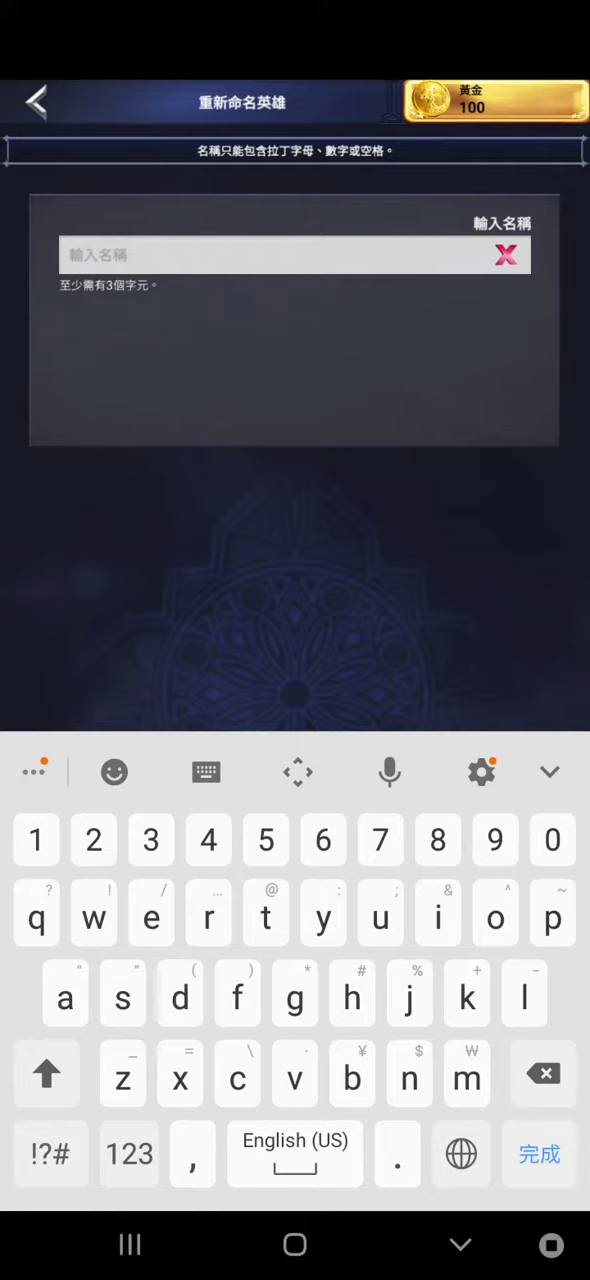 重新命名英雄
黃金
100
名稱只能包含拉丁字母、數字或空格。
輸入名稱
輸入名稱
至少需有3個字元。
1 2 3 4 5 6 7 8 9 0
? ! / … @ : ; & ^ ~
q w e r t y u i o p
" " ( ) * # % + -
a s d f g h j k l
_ = \ · ¥ $ ₩
z x c v b n m
!?# 123 , English (US) . 完成